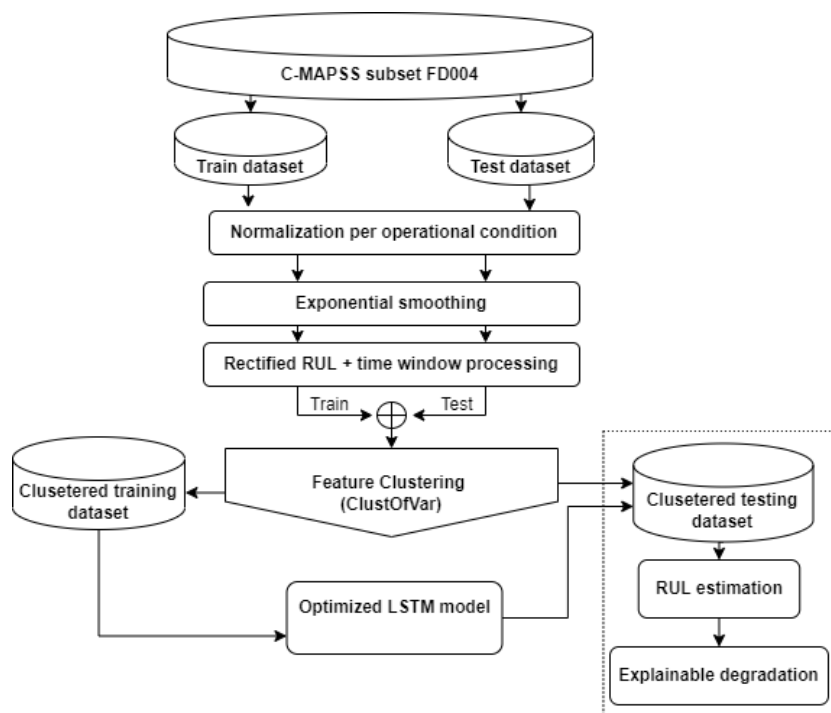 C-MAPSS subset FD004
Train dataset
Test dataset
Normalization per operational condition
Exponential smoothing
Rectified RUL + time window processing
Train
Test
Feature Clustering
(ClustOfVar)
Clusetered training
dataset
Clusetered testing
dataset
Optimized LSTM model
RUL estimation
Explainable degradation